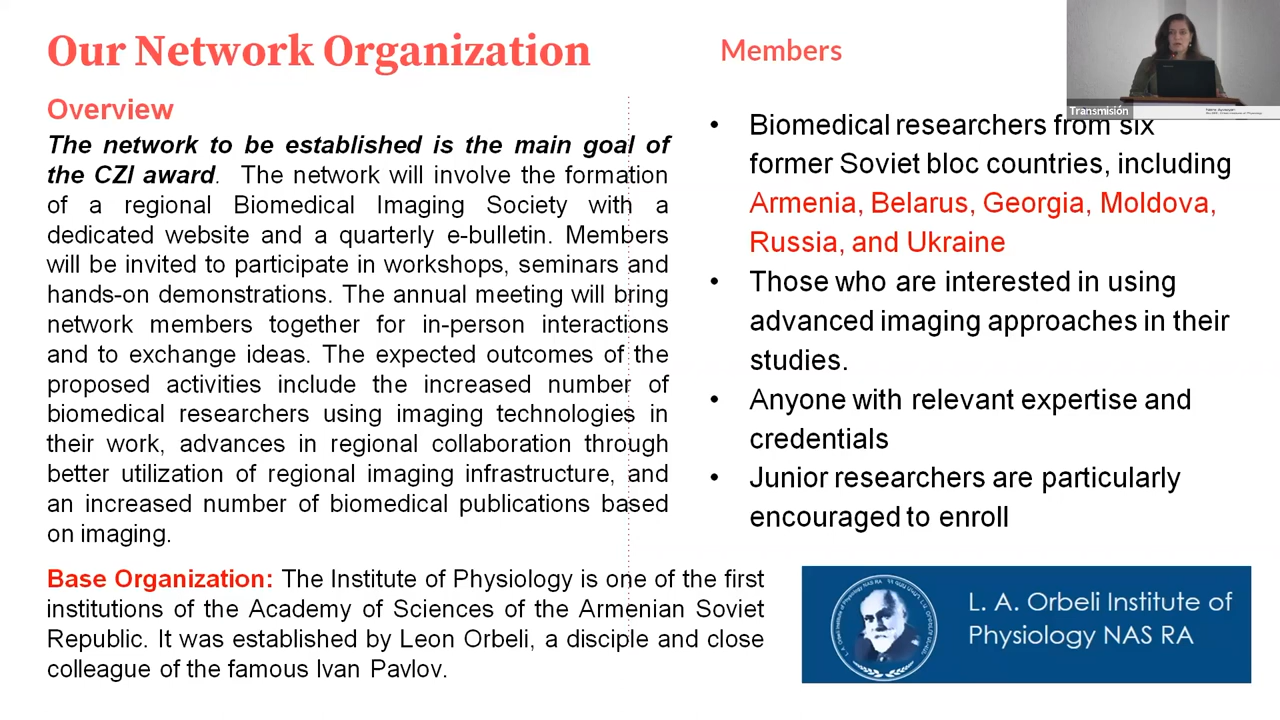 Our Network Organization
Overview
The network to be established is the main goal of
the CZI award. The network will involve the formation
of a regional Biomedical Imaging Society with a
dedicated website and a quarterly e-bulletin. Members
will be invited to participate in workshops, seminars and
hands-on demonstrations. The annual meeting will bring
network members together for in-person interactions
and to exchange ideas. The expected outcomes of the
proposed activities include the increased number of
biomedical researchers using imaging technologies in
their work, advances in regional collaboration through
better utilization of regional imaging infrastructure, and
an increased number of biomedical publications based
on imaging.
Base Organization: The Institute of Physiology is one of the first
institutions of the Academy of Sciences of the Armenian Soviet
Republic. It was established by Leon Orbeli, a disciple and close
colleague of the famous Ivan Pavlov.
Members
Transmisión
• Biomedical researchers from six
former Soviet bloc countries, including
Armenia, Belarus, Georgia, Moldova,
Russia, and Ukraine
• Those who are interested in using
advanced imaging approaches in their
studies.
• Anyone with relevant expertise and
credentials
• Junior researchers are particularly
encouraged to enroll
L. A. Orbeli Institute of
Physiology NAS RA